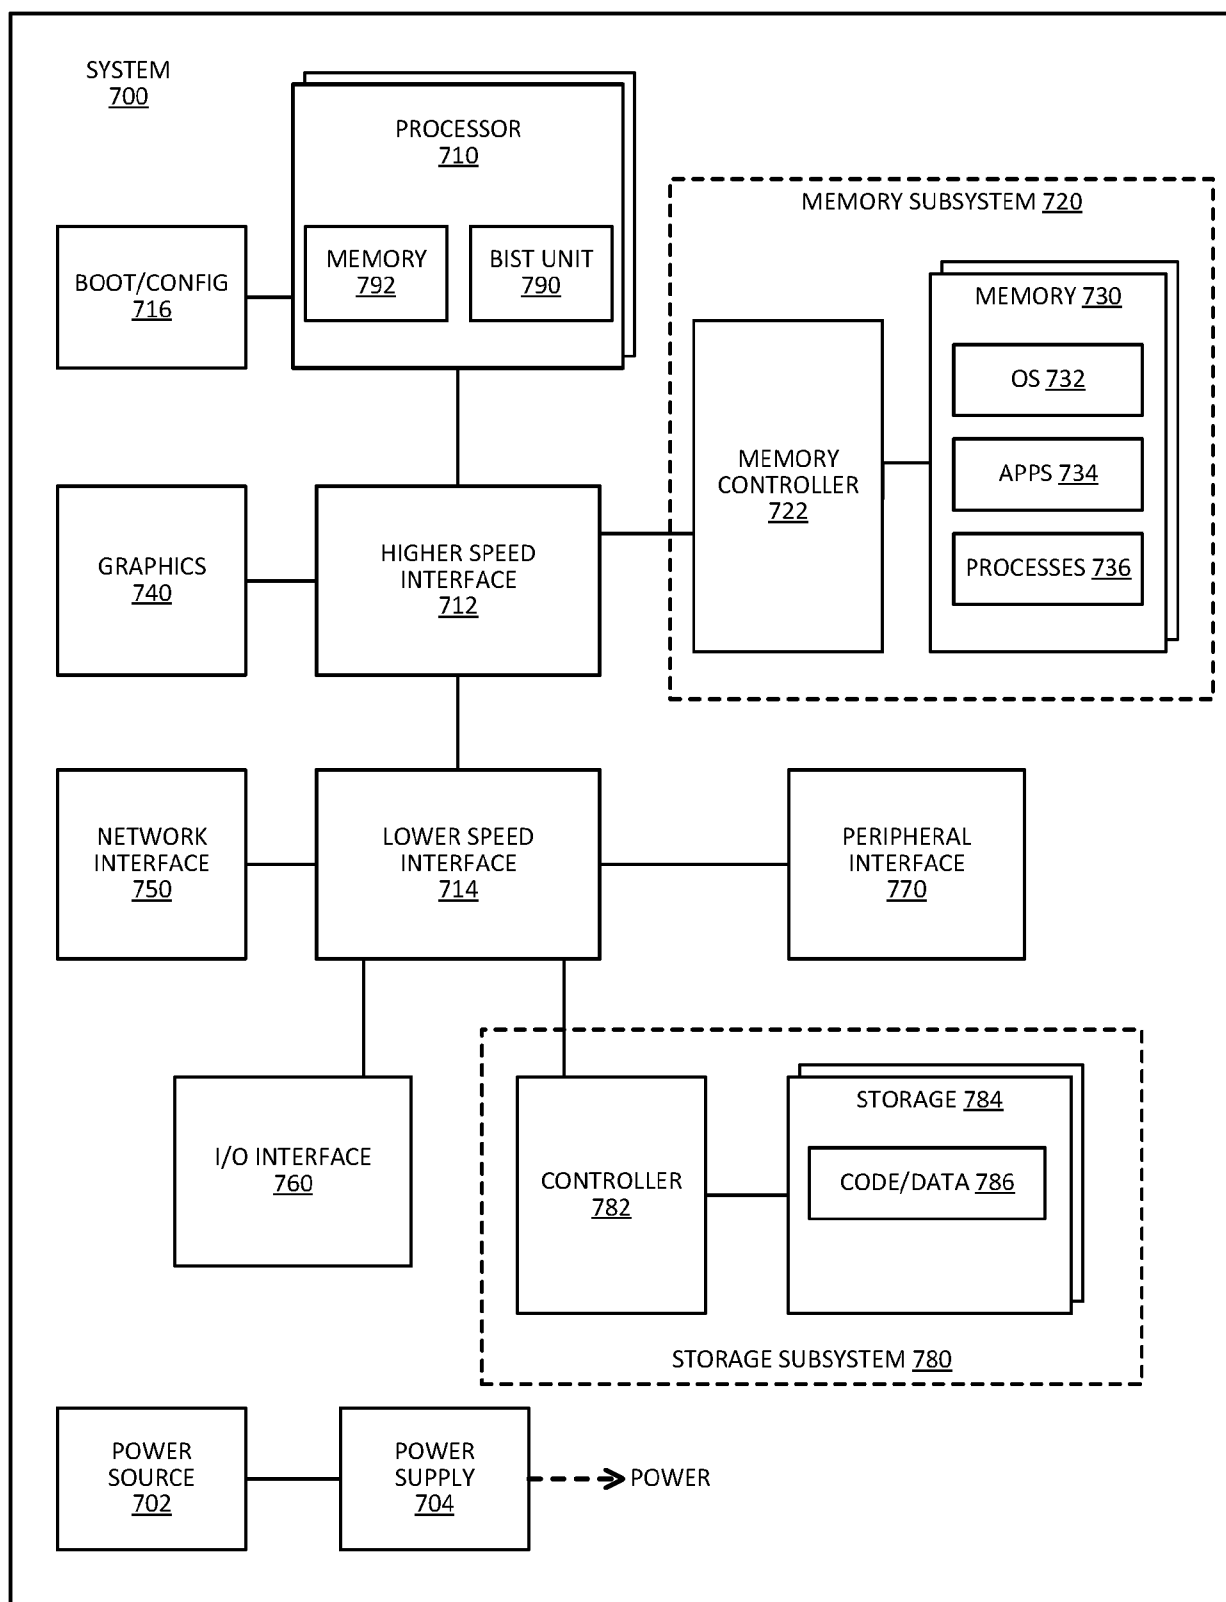 SYSTEM
700
PROCESSOR
710
MEMORY
792
BIST UNIT
790
BOOT/CONFIG
716
MEMORY SUBSYSTEM 720
MEMORY 730
OS 732
APPS 734
PROCESSES 736
MEMORY
CONTROLLER
722
GRAPHICS
740
HIGHER SPEED
INTERFACE
712
NETWORK
INTERFACE
750
LOWER SPEED
INTERFACE
714
PERIPHERAL
INTERFACE
770
I/O INTERFACE
760
CONTROLLER
782
STORAGE 784
CODE/DATA 786
STORAGE SUBSYSTEM 780
POWER
SOURCE
702
POWER
SUPPLY
704
POWER